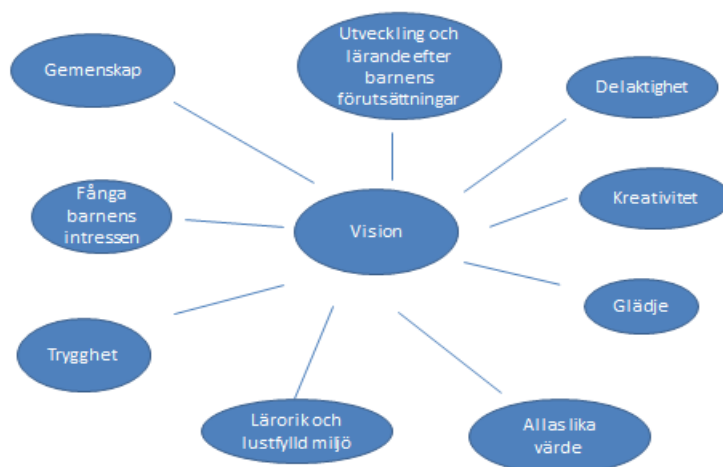 Utveckling och
lärande efter
barnens
förutsättningar
Gemenskap
Delaktighet
Fånga
barnens
intressen
Kreativitet
Vision
Glädje
Trygghet
Lärorik och
lustfylld miljö
Allas lika
värde